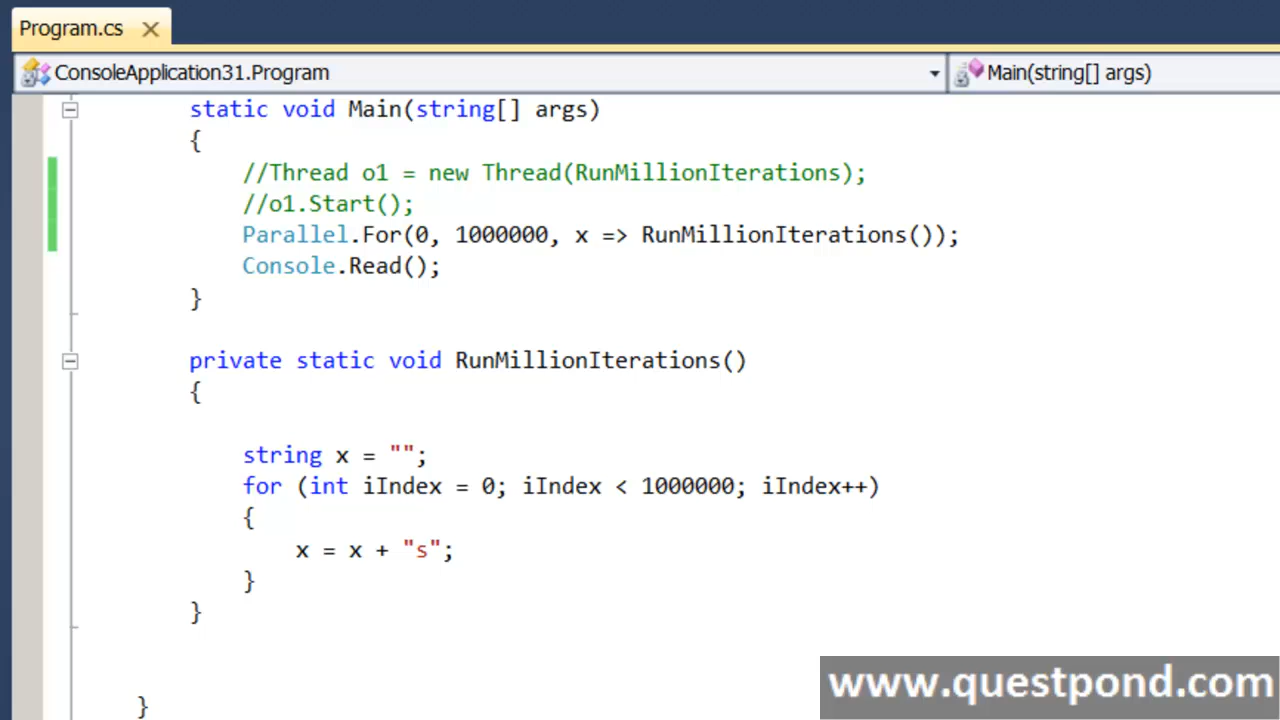 Program.cs
ConsoleApplication31.Program
Main(string[] args)
static void Main(string[] args)
{
//Thread o1 = new Thread(RunMillionIterations);
//o1.Start();
Parallel.For(0, 1000000, x => RunMillionIterations());
Console.Read();
}
private static void RunMillionIterations()
{
string x = "";
for (int iIndex = 0; iIndex < 1000000; iIndex++)
{
x = x + "s";
}
}
www.questpond.com
}